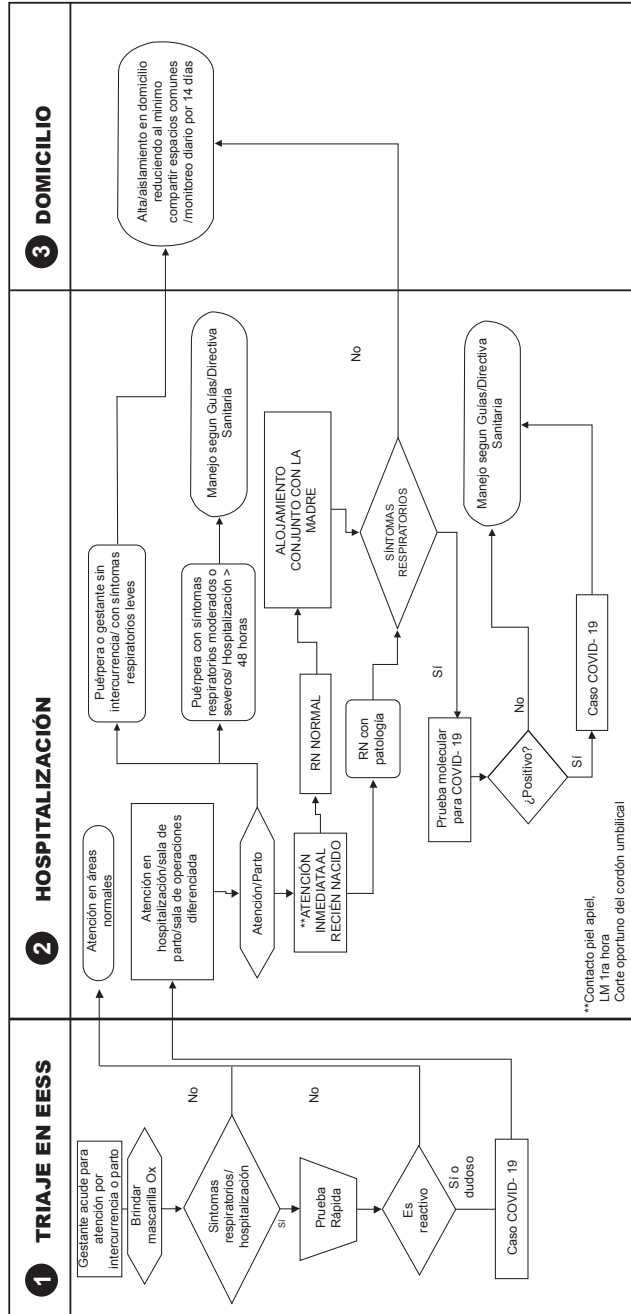 1 TRIAJE EN EESS
Gestante acude para
atención por
intercurrencia o parto
Brindar
mascarilla Ox
Sintomas
respiratorios/
hospitalización
No
Sí
Prueba
Rápida
Es
reactivo
No
Sí o
dudoso
Caso COVID- 19
2 HOSPITALIZACIÓN
Atención en áreas
normales
Atención en
hospitalización/sala de
parto/sala de operaciones
diferenciada
Atención/Parto
**ATENCIÓN
INMEDIATA AL
RECIÉN NACIDO
Puérpera o gestante sin
intercurrencia/ con síntomas
respiratorios leves
Puérpera con síntomas
respiratorios moderados o
severos/ Hospitalización >
48 horas
Manejo segun Guías/Directiva
Sanitaria
RN NORMAL
RN con
patología
ALOJAMIENTO
CONJUNTO CON LA
MADRE
SÍNTOMAS
RESPIRATORIOS
No
Sí
Prueba molecular
para COVID- 19
¿Positivo?
No
Sí
Caso COVID- 19
Manejo segun Guías/Directiva
Sanitaria
**Contacto piel apiel,
LM 1ra hora
Corte oportuno del cordón umbilical
3 DOMICILIO
Alta/aislamiento en domicilio
reduciendo al minimo
compartir espacios comunes
/monitoreo diario por 14 días